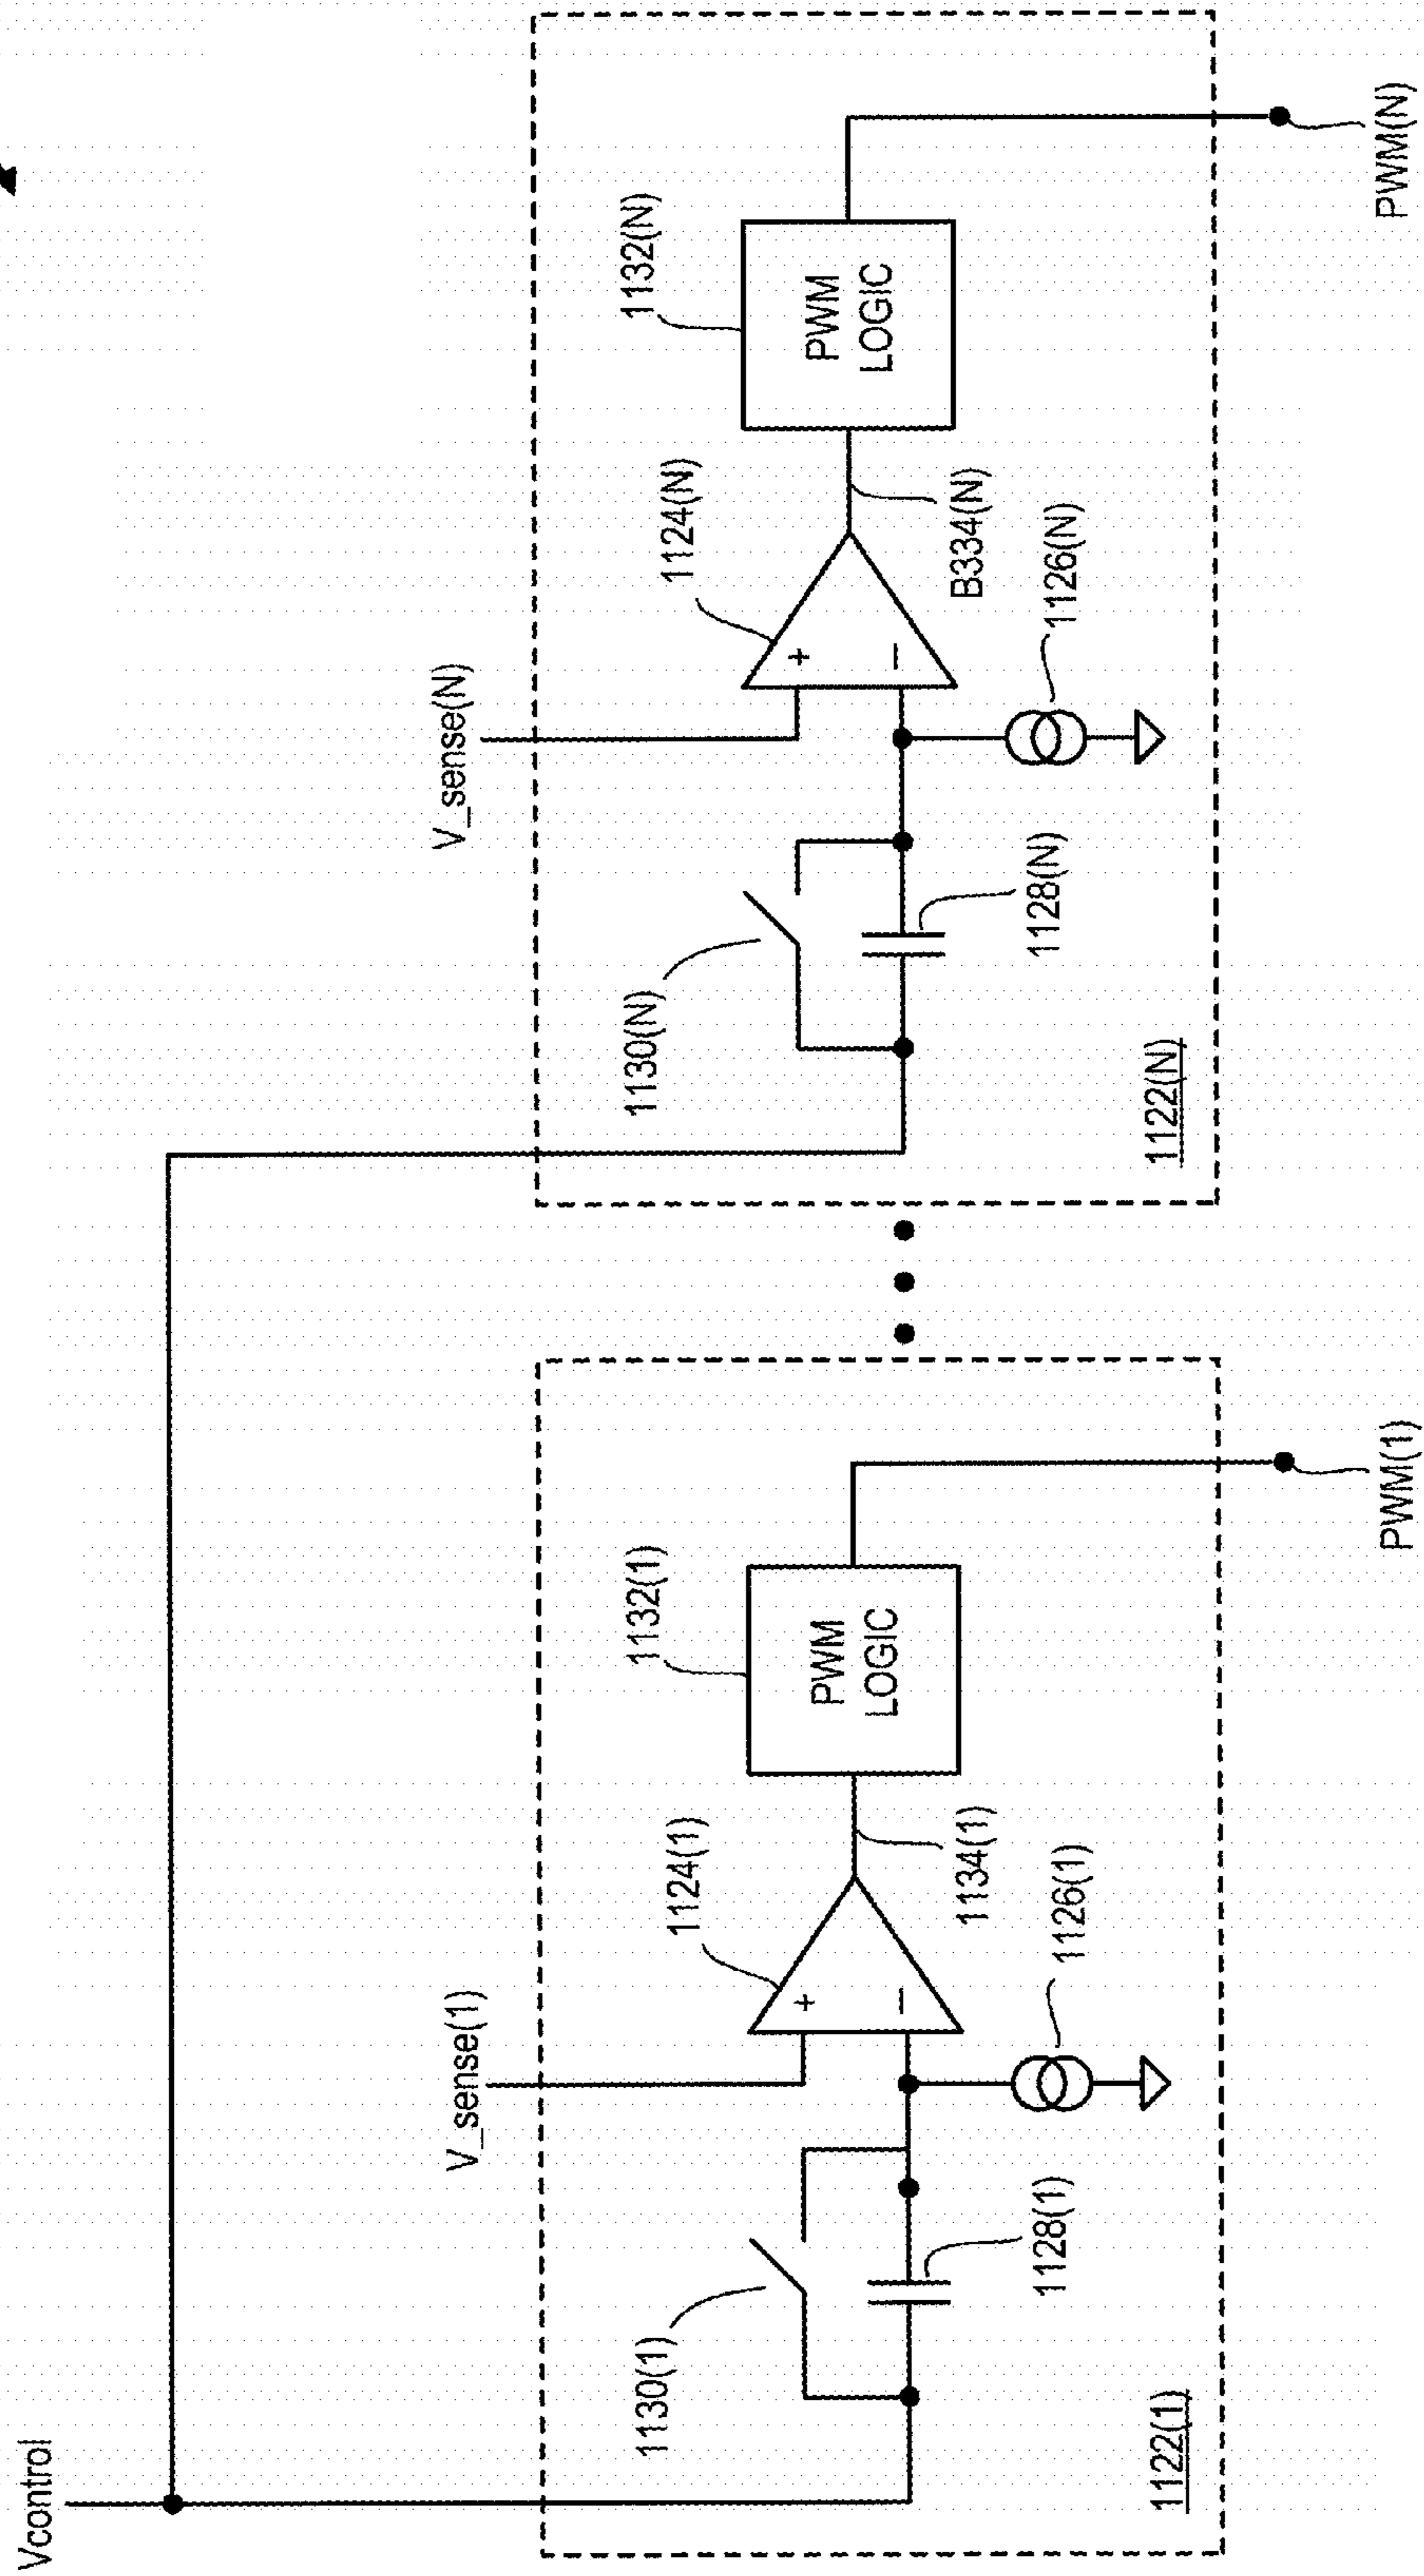 Vcontrol
V_sense(1)
1130(1)
1124(1)
1132(1)
+
−
PWM
LOGIC
1128(1)
1134(1)
1126(1)
1122(1)
PWM(1)
V_sense(N)
1130(N)
1124(N)
1132(N)
+
−
PWM
LOGIC
1128(N)
B334(N)
1126(N)
1122(N)
PWM(N)